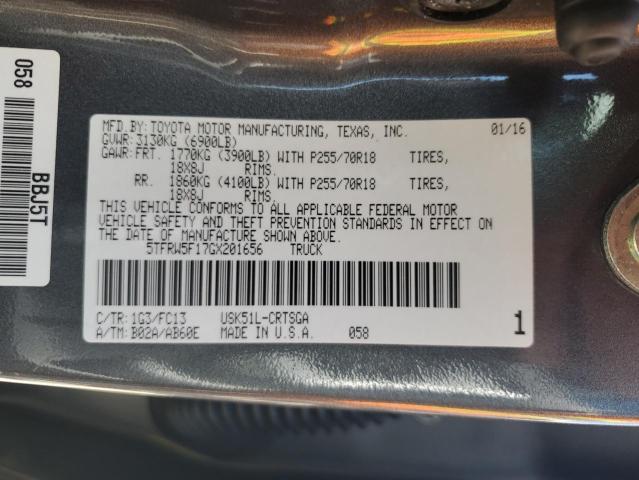 MFD.BY: TOYOTA MOTOR MANUFACTURING, TEXAS, INC. 01/16
GVWR: 3130KG (6900LB)
GAWR: FRT. 1770KG (3900LB) WITH P255/70R18 TIRES,
18X8J RIMS.
RR. 1860KG (4100LB) WITH P255/70R18 TIRES,
18X8J RIMS.
THIS VEHICLE CONFORMS TO ALL APPLICABLE FEDERAL MOTOR
VEHICLE SAFETY AND THEFT PREVENTION STANDARDS IN EFFECT ON
THE DATE OF MANUFACTURE SHOWN ABOVE.
5TFRW5F17GX201656 TRUCK
C/TR: 1G3/FC13 USK51L-CRTSGA
A/TM: B02A/AB60E MADE IN U.S.A. 058 1
058
BBJ5T